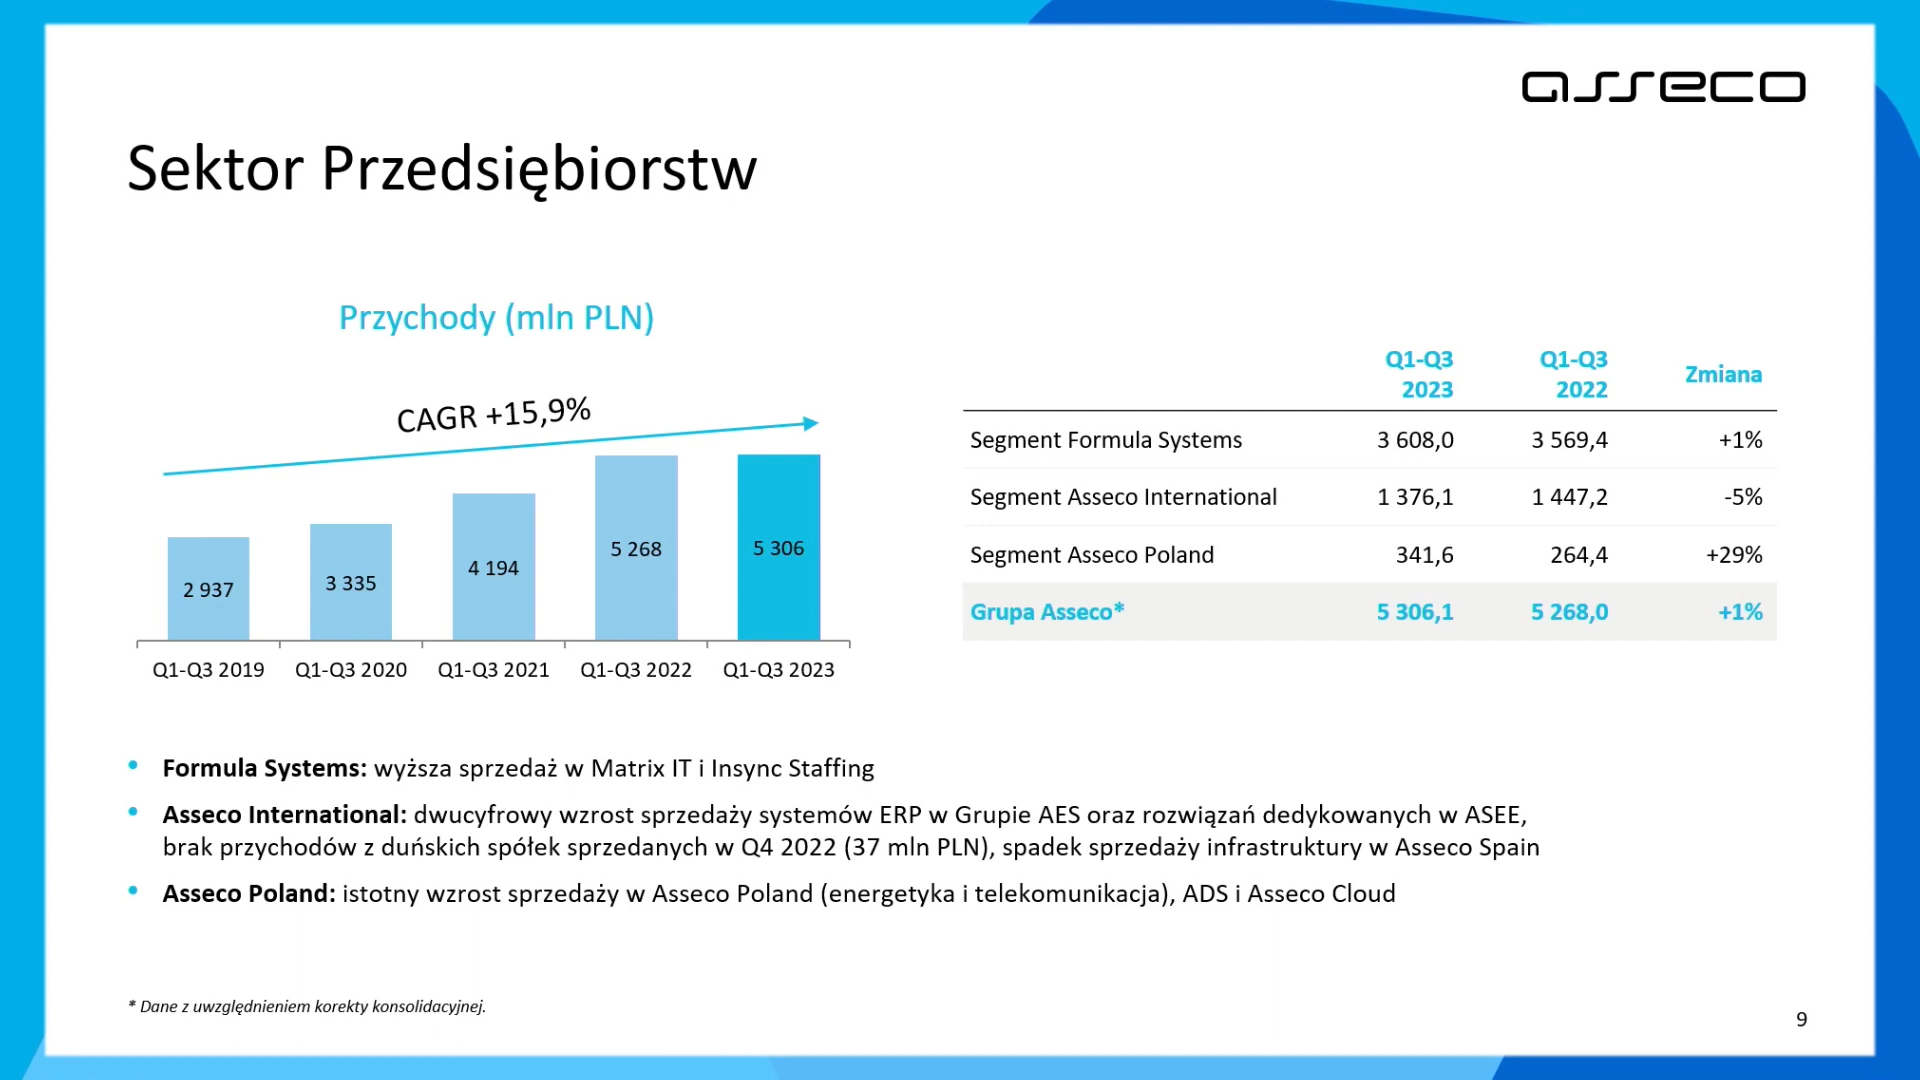 asseco
Sektor Przedsiębiorstw
Przychody (mln PLN)
CAGR +15,9%
2 937
3 335
4 194
5 268
5 306
Q1-Q3 2019
Q1-Q3 2020
Q1-Q3 2021
Q1-Q3 2022
Q1-Q3 2023
Q1-Q3 2023 Q1-Q3 2022 Zmiana
Segment Formula Systems 3 608,0 3 569,4 +1%
Segment Asseco International 1 376,1 1 447,2 -5%
Segment Asseco Poland 341,6 264,4 +29%
Grupa Asseco* 5 306,1 5 268,0 +1%
• Formula Systems: wyższa sprzedaż w Matrix IT i Insync Staffing
• Asseco International: dwucyfrowy wzrost sprzedaży systemów ERP w Grupie AES oraz rozwiązań dedykowanych w ASEE,
brak przychodów z duńskich spółek sprzedanych w Q4 2022 (37 mln PLN), spadek sprzedaży infrastruktury w Asseco Spain
• Asseco Poland: istotny wzrost sprzedaży w Asseco Poland (energetyka i telekomunikacja), ADS i Asseco Cloud
* Dane z uwzględnieniem korekty konsolidacyjnej.
9